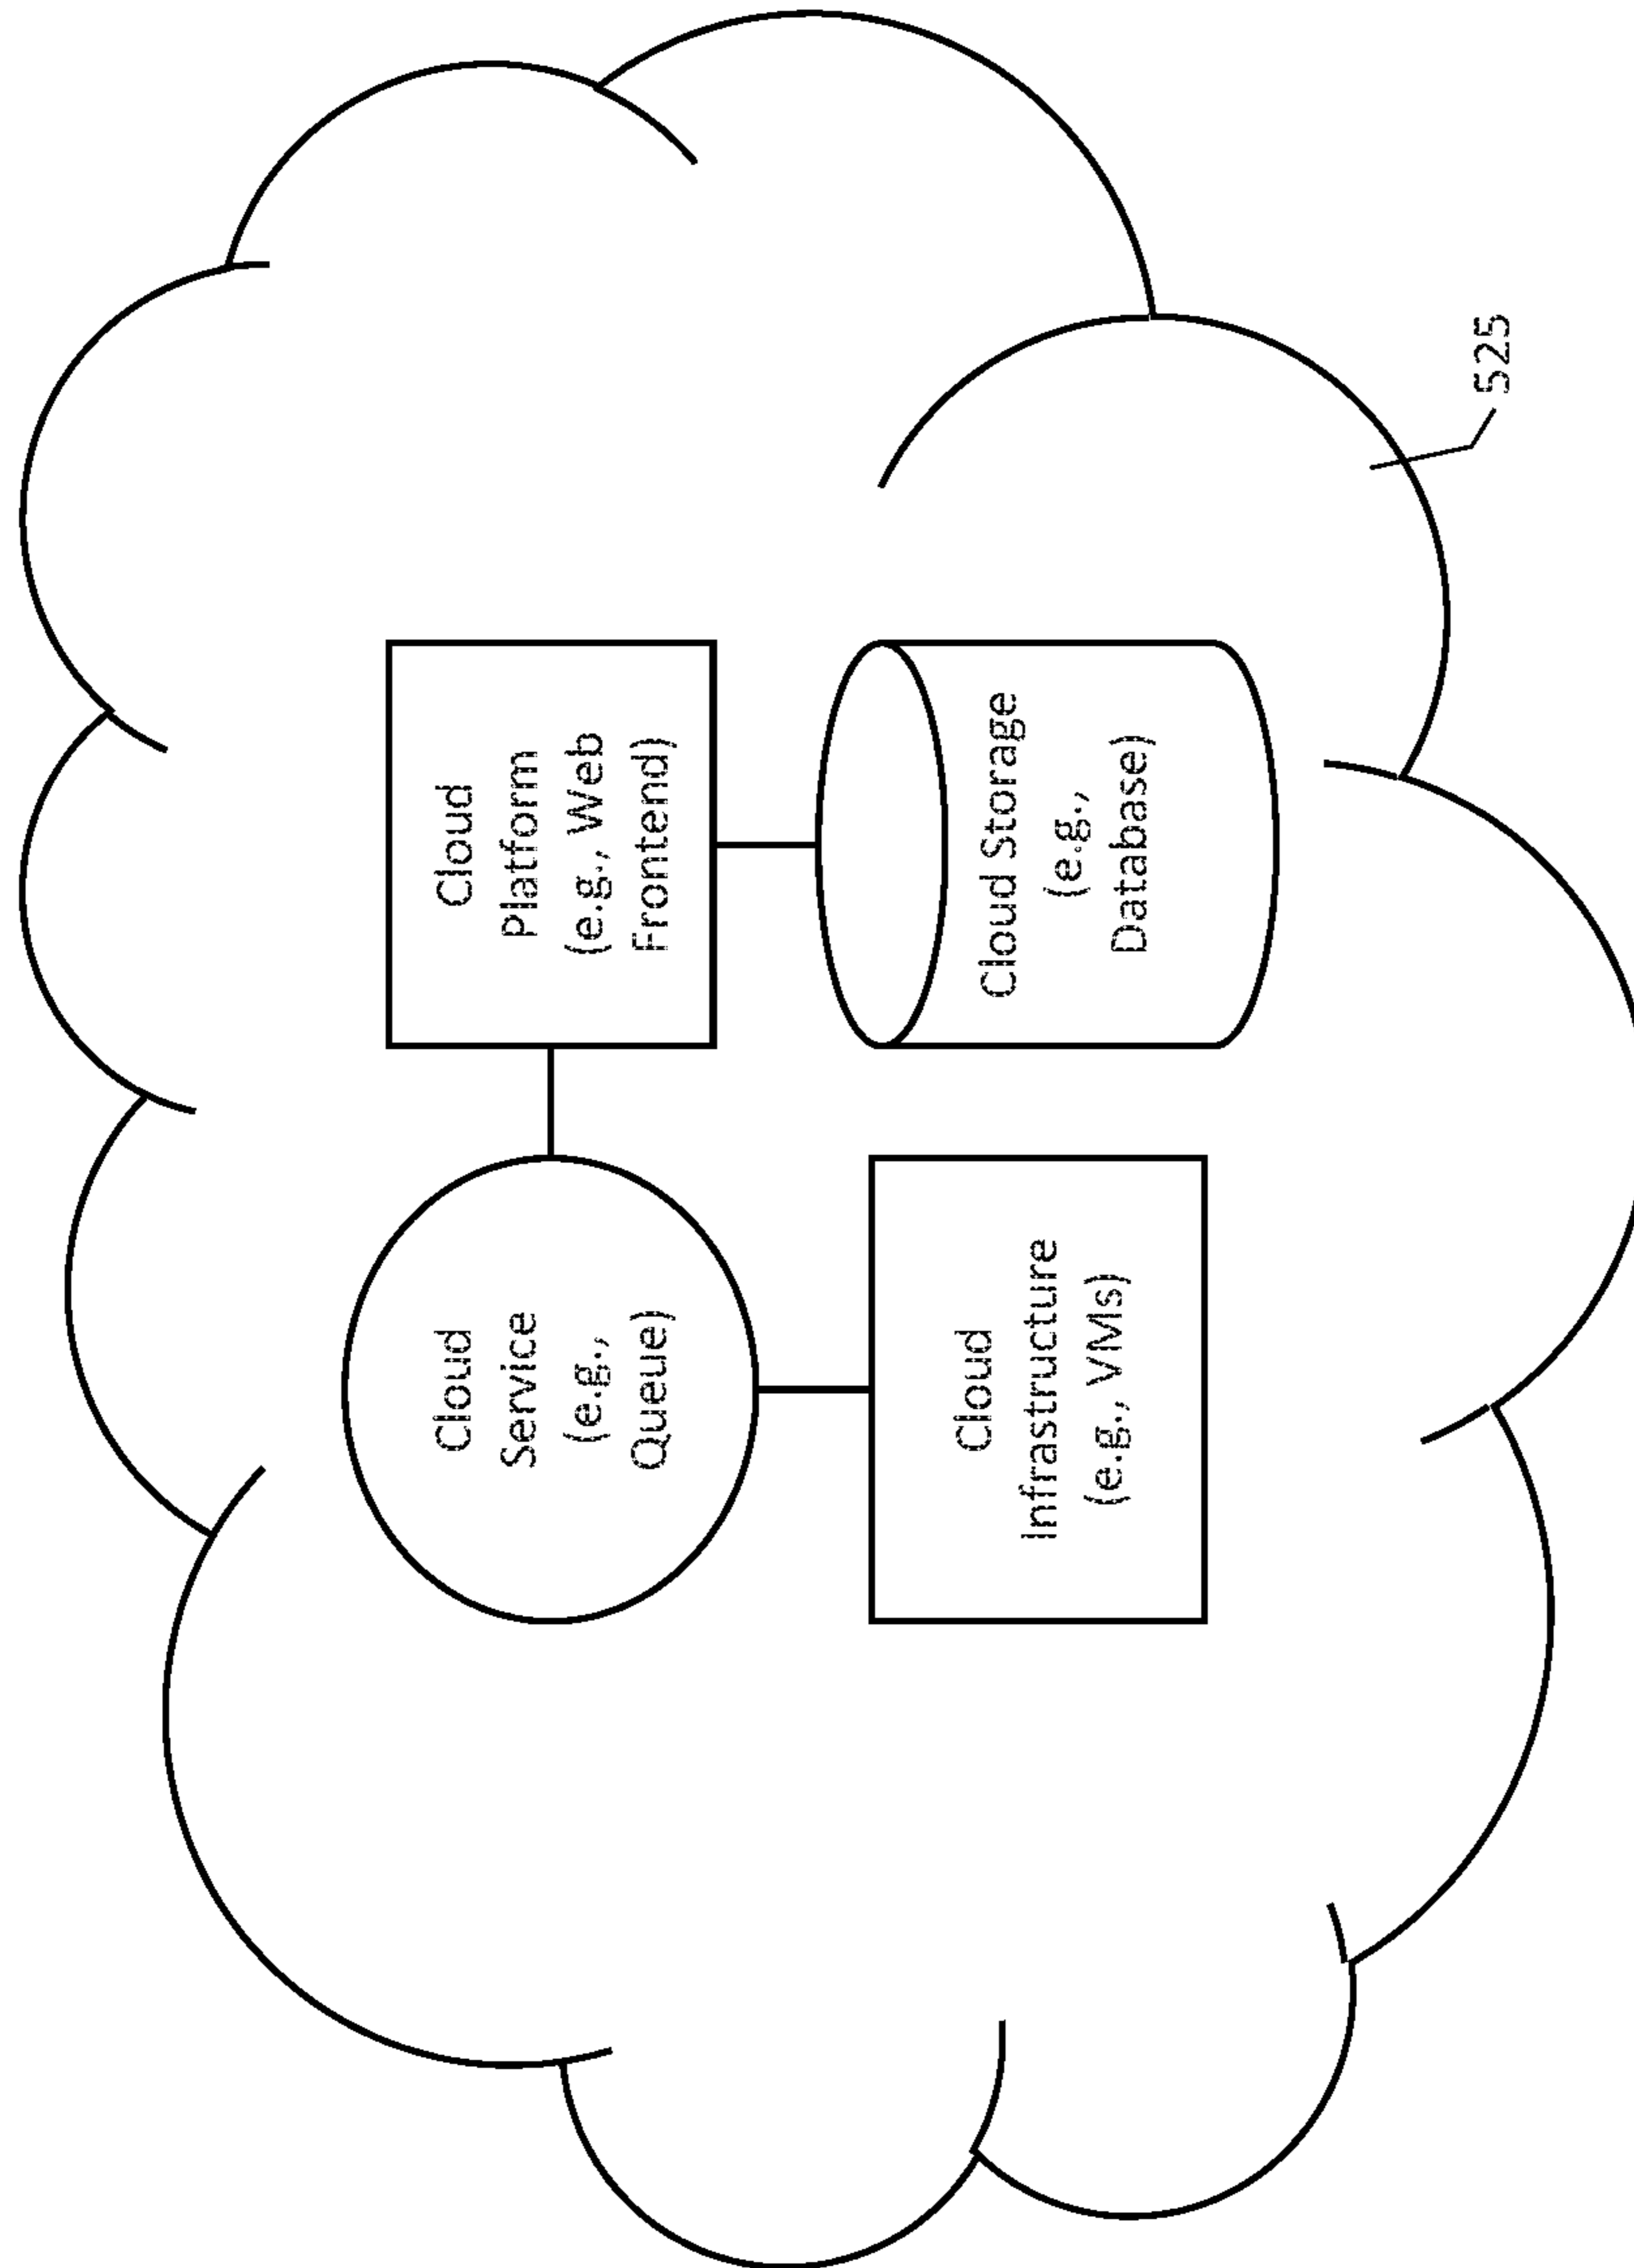 Cloud
Service
(e.g.,
Queue)
Cloud
Platform
(e.g., Web
Frontend)
Cloud
Infrastructure
(e.g., VMs)
Cloud Storage
(e.g.,
Database)
525